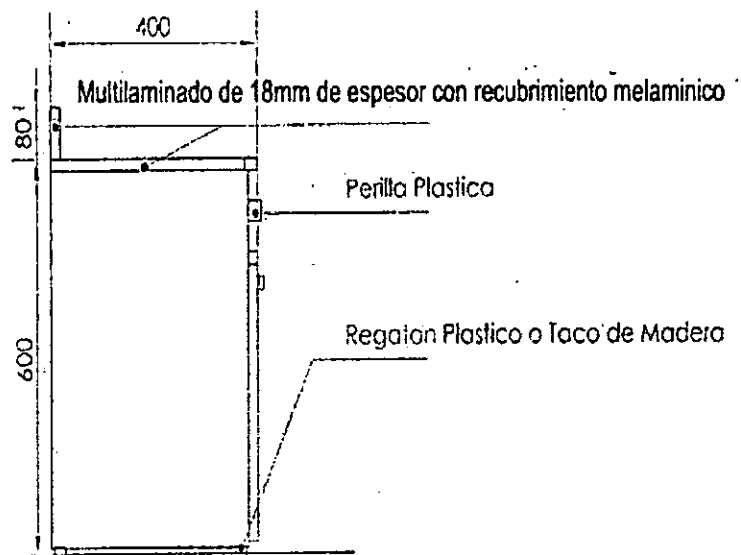 400
Multilaminado de 18mm de espesor con recubrimiento melaminico
80
Perilla Plastica
Regaton Plastico o Taco de Madera
600